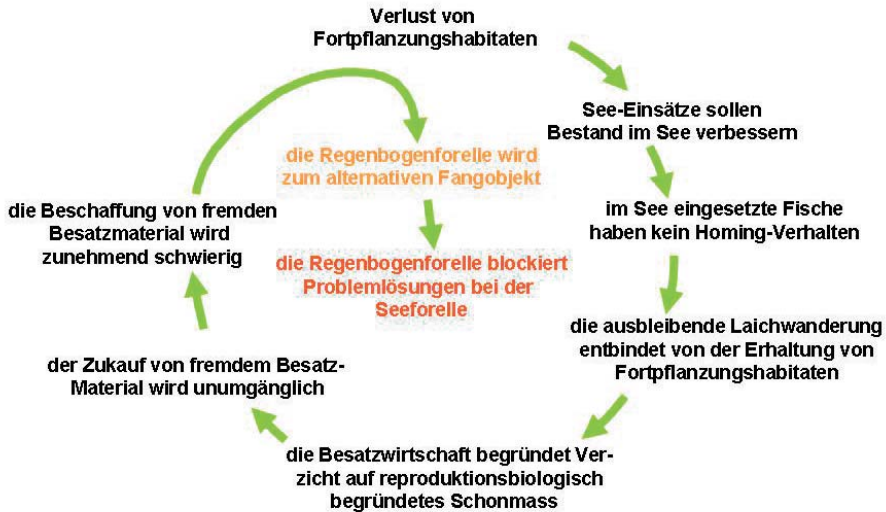 Verlust von
Fortpflanzungshabitaten
See-Einsätze sollen
Bestand im See verbessern
im See eingesetzte Fische
haben kein Homing-Verhalten
die ausbleibende Laichwanderung
entbindet von der Erhaltung von
Fortpflanzungshabitaten
die Besatzwirtschaft begründet Ver-
zicht auf reproduktionsbiologisch
begründetes Schonmass
der Zukauf von fremdem Besatz-
Material wird unumgänglich
die Beschaffung von fremden
Besatzmaterial wird
zunehmend schwierig
die Regenbogenforelle wird
zum alternativen Fangobjekt
die Regenbogenforelle blockiert
Problemlösungen bei der
Seeforelle